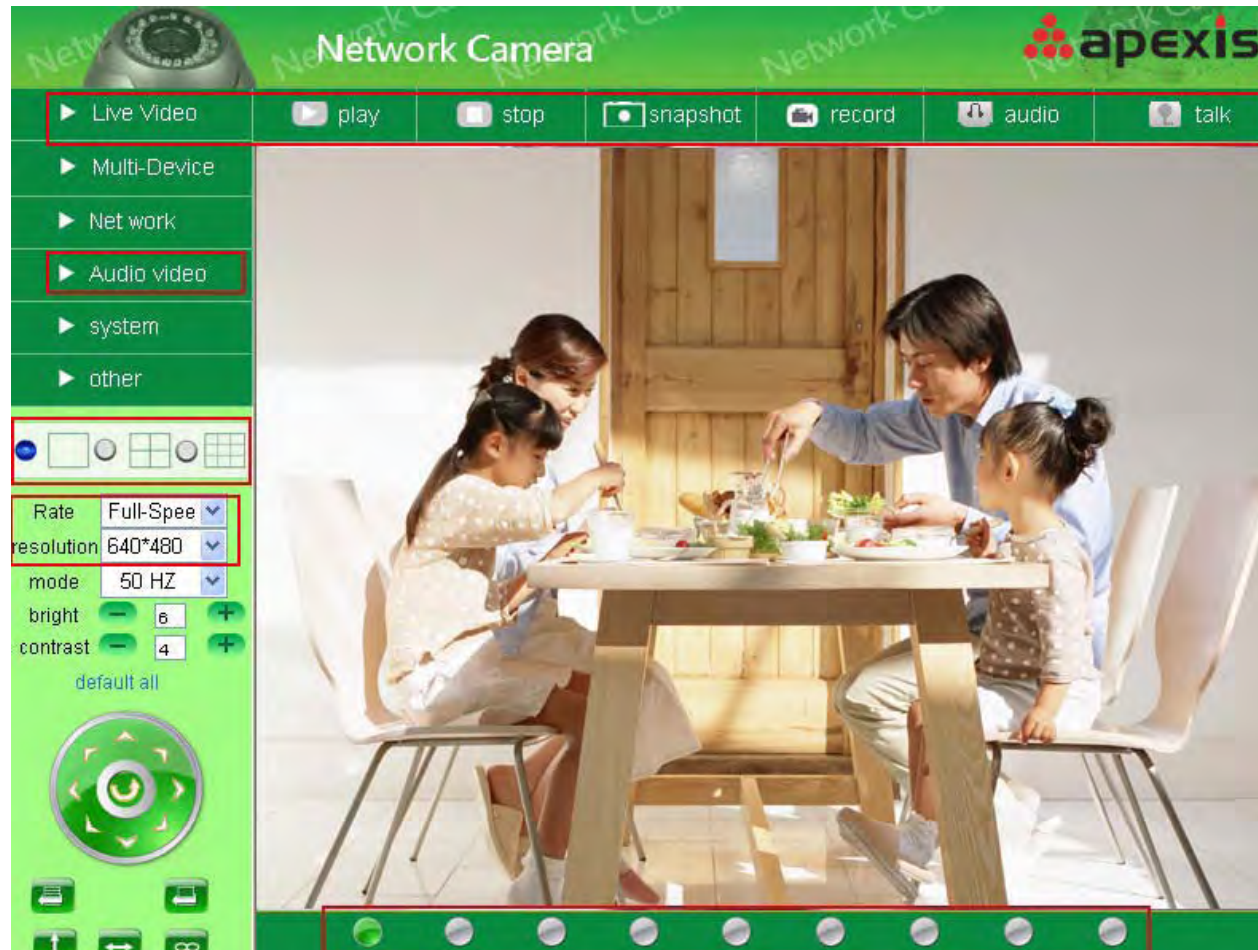 Network Camera
apexis
Live Video
play
stop
snapshot
record
audio
talk
Multi-Device
Net work
Audio video
system
other
Rate Full-Spee
resolution 640*480
mode 50 HZ
bright 6
contrast 4
default all